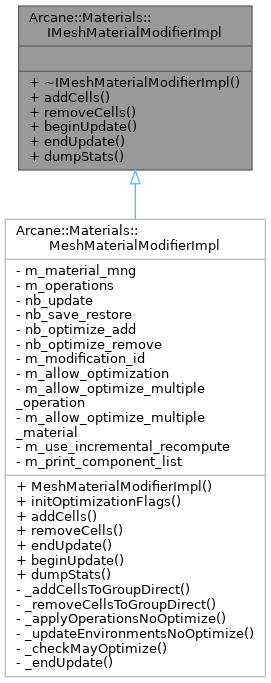 Arcane::Materials::
IMeshMaterialModifierImpl
+ ~IMeshMaterialModifierImpl()
+ addCells()
+ removeCells()
+ beginUpdate()
+ endUpdate()
+ dumpStats()
Arcane::Materials::
MeshMaterialModifierImpl
- m_material_mng
- m_operations
- nb_update
- nb_save_restore
- nb_optimize_add
- nb_optimize_remove
- m_modification_id
- m_allow_optimization
- m_allow_optimize_multiple
_operation
- m_allow_optimize_multiple
_material
- m_use_incremental_recompute
- m_print_component_list
+ MeshMaterialModifierImpl()
+ initOptimizationFlags()
+ addCells()
+ removeCells()
+ endUpdate()
+ beginUpdate()
+ dumpStats()
- _addCellsToGroupDirect()
- _removeCellsToGroupDirect()
- _applyOperationsNoOptimize()
- _updateEnvironmentsNoOptimize()
- _checkMayOptimize()
- _endUpdate()